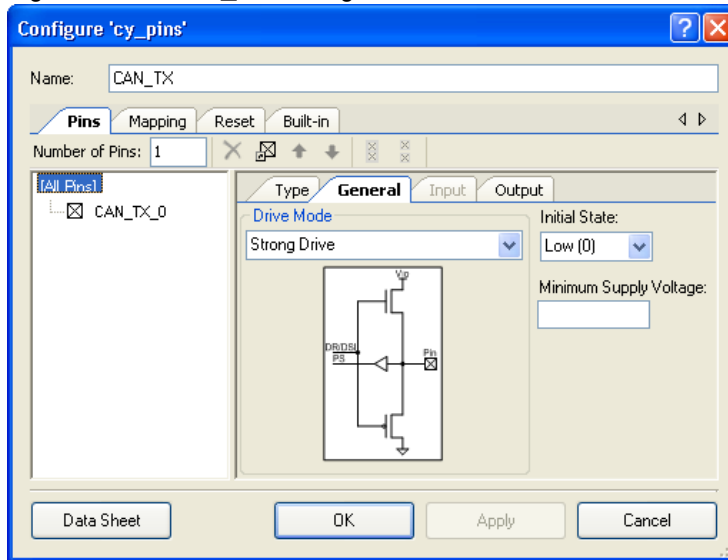 Configure 'cy_pins'
Name: CAN_TX
Pins Mapping Reset Built-in
Number of Pins: 1
[All Pins]
CAN_TX_0
Type General Input Output
Drive Mode
Strong Drive
Initial State:
Low (0)
Minimum Supply Voltage:
Vio
DR/DSI
PS
Pin
Data Sheet OK Apply Cancel